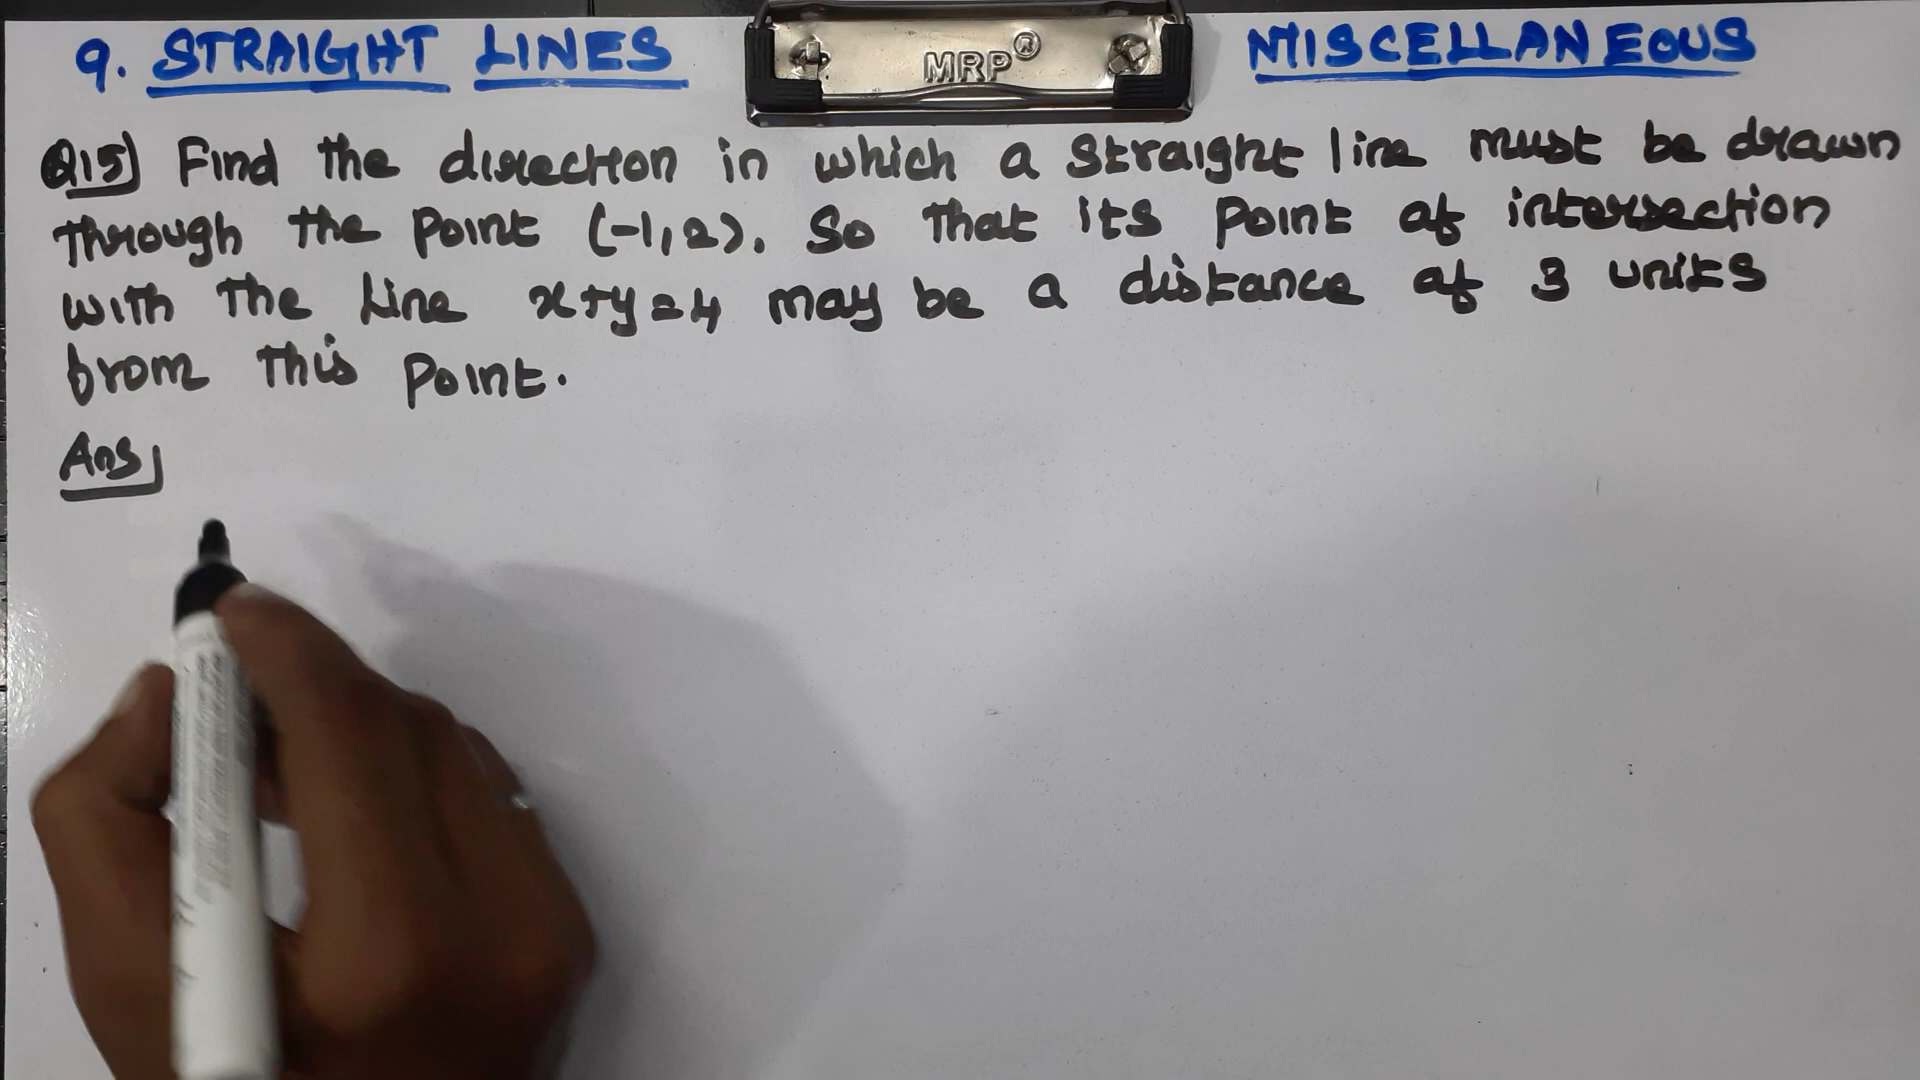 9. STRAIGHT LINES
MRP®
MISCELLANEOUS
Q15) Find the direction in which a straight line must be drawn
through the point (-1,2). So that its point of intersection
with the line x+y=4 may be a distance of 3 units
from this point.
Ans)